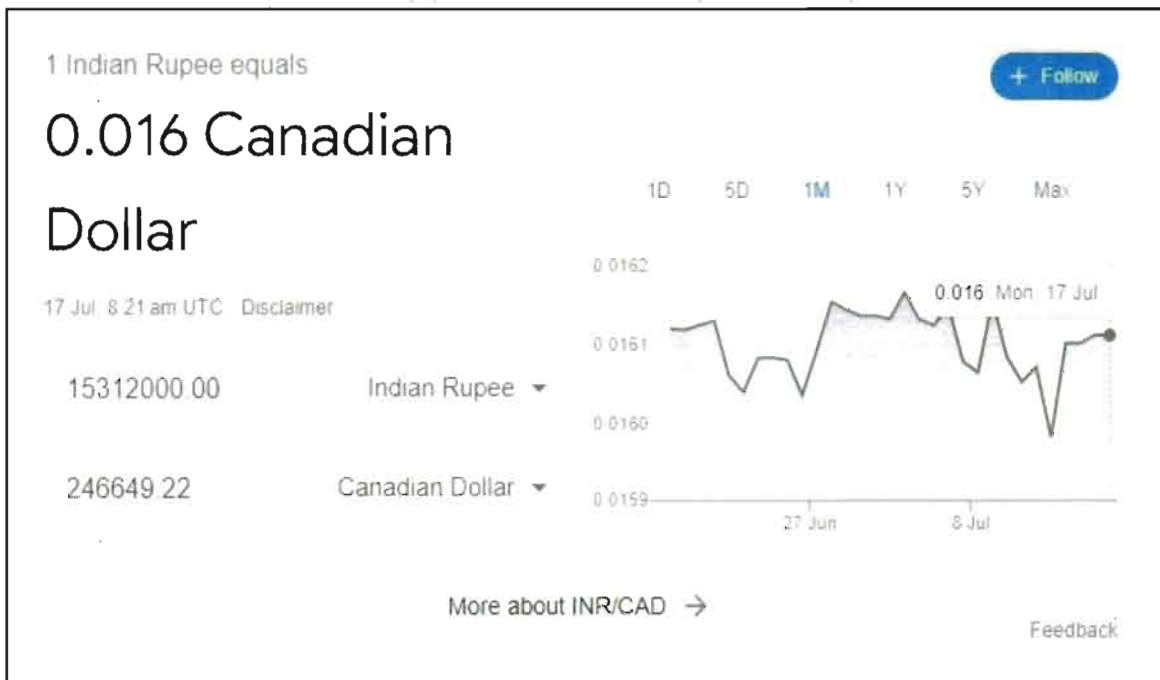 1 Indian Rupee equals
+ Follow
0.016 Canadian
Dollar
17 Jul, 8 21 am UTC Disclaimer
1D 5D 1M 1Y 5Y Max
0.0162
0.016 Mon 17 Jul
0.0161
0.0160
0.0159
27 Jun 8 Jul
15312000.00 Indian Rupee
246649.22 Canadian Dollar
More about INR/CAD →
Feedback